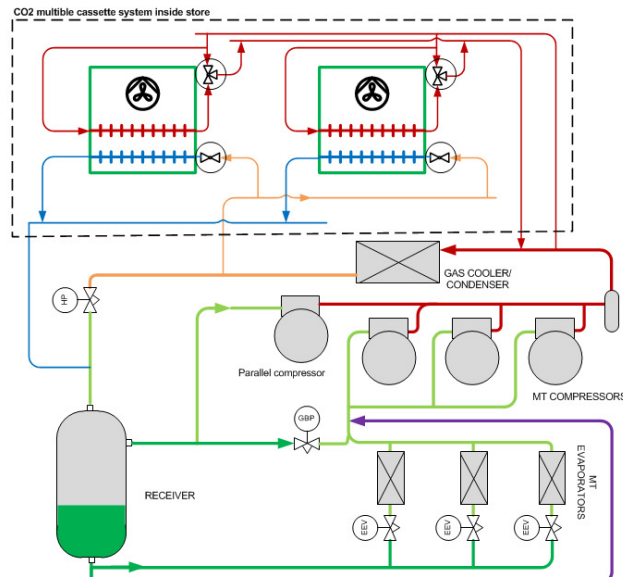 CO2 multible cassette system inside store
GAS COOLER/
CONDENSER
HP
Parallel compressor
MT COMPRESSORS
GBP
MT
EVAPORATORS
RECEIVER
EEV
EEV
EEV